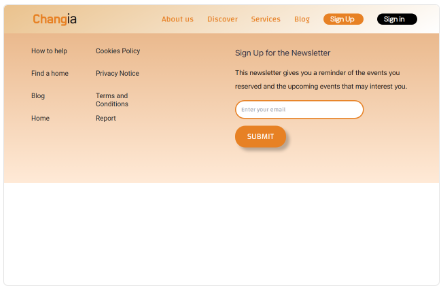 Changia
About us Discover Services Blog Sign Up Sign in
How to help Cookies Policy
Find a home Privacy Notice
Blog Terms and Conditions
Home Report
Sign Up for the Newsletter
This newsletter gives you a reminder of the events you
reserved and the upcoming events that may interest you.
Enter your email
SUBMIT